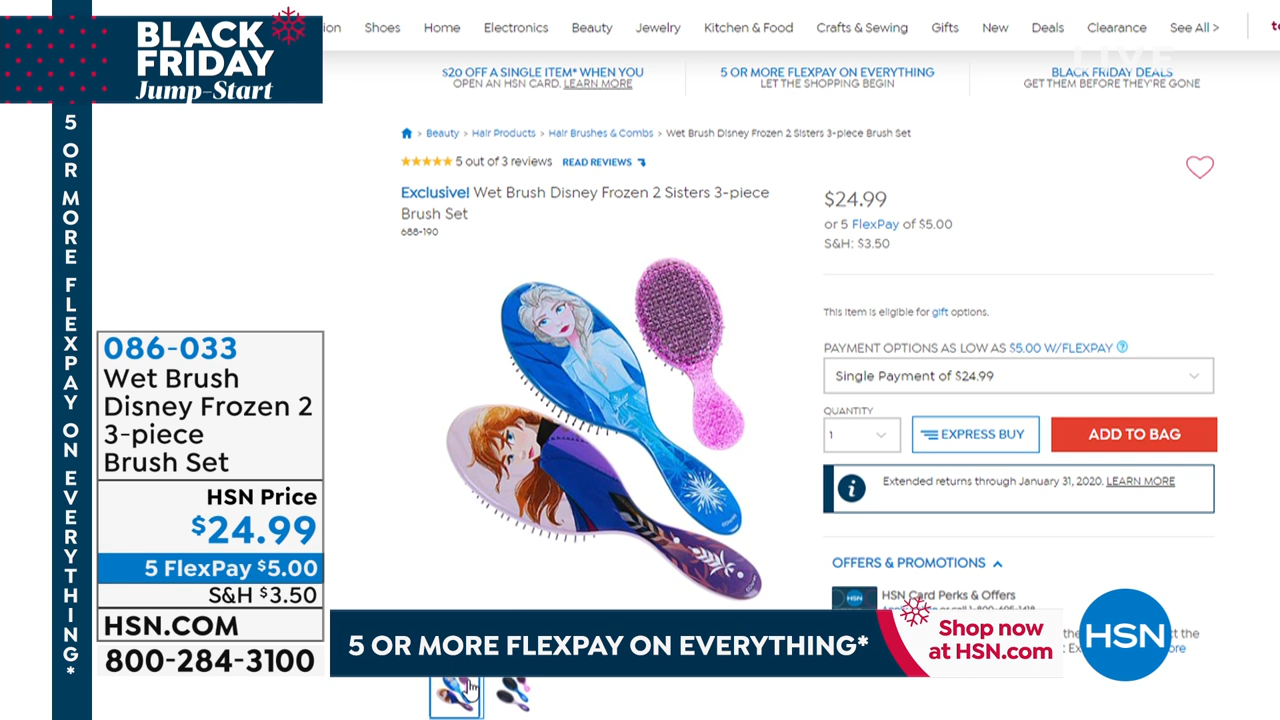 BLACK
FRIDAY
Jump-Start
5 OR MORE FLEXPAY ON EVERYTHING*
Shoes Home Electronics Beauty Jewelry Kitchen & Food Crafts & Sewing Gifts New Deals Clearance See All >
LIVE
$20 OFF A SINGLE ITEM* WHEN YOU
OPEN AN HSN CARD. LEARN MORE
5 OR MORE FLEXPAY ON EVERYTHING
LET THE SHOPPING BEGIN
BLACK FRIDAY DEALS
GET THEM BEFORE THEY'RE GONE
> Beauty > Hair Products > Hair Brushes & Combs > Wet Brush Disney Frozen 2 Sisters 3-piece Brush Set
5 out of 3 reviews READ REVIEWS
Exclusive! Wet Brush Disney Frozen 2 Sisters 3-piece
Brush Set
688-190
$24.99
or 5 FlexPay of $5.00
S&H: $3.50
This item is eligible for gift options.
PAYMENT OPTIONS AS LOW AS $5.00 W/FLEXPAY ?
Single Payment of $24.99
QUANTITY
1
EXPRESS BUY
ADD TO BAG
i
Extended returns through January 31, 2020. LEARN MORE
OFFERS & PROMOTIONS
HSN
HSN Card Perks & Offers
086-033
Wet Brush
Disney Frozen 2
3-piece
Brush Set
HSN Price
$24.99
5 FlexPay $5.00
S&H $3.50
HSN.COM
800-284-3100
5 OR MORE FLEXPAY ON EVERYTHING*
Shop now
at HSN.com
HSN